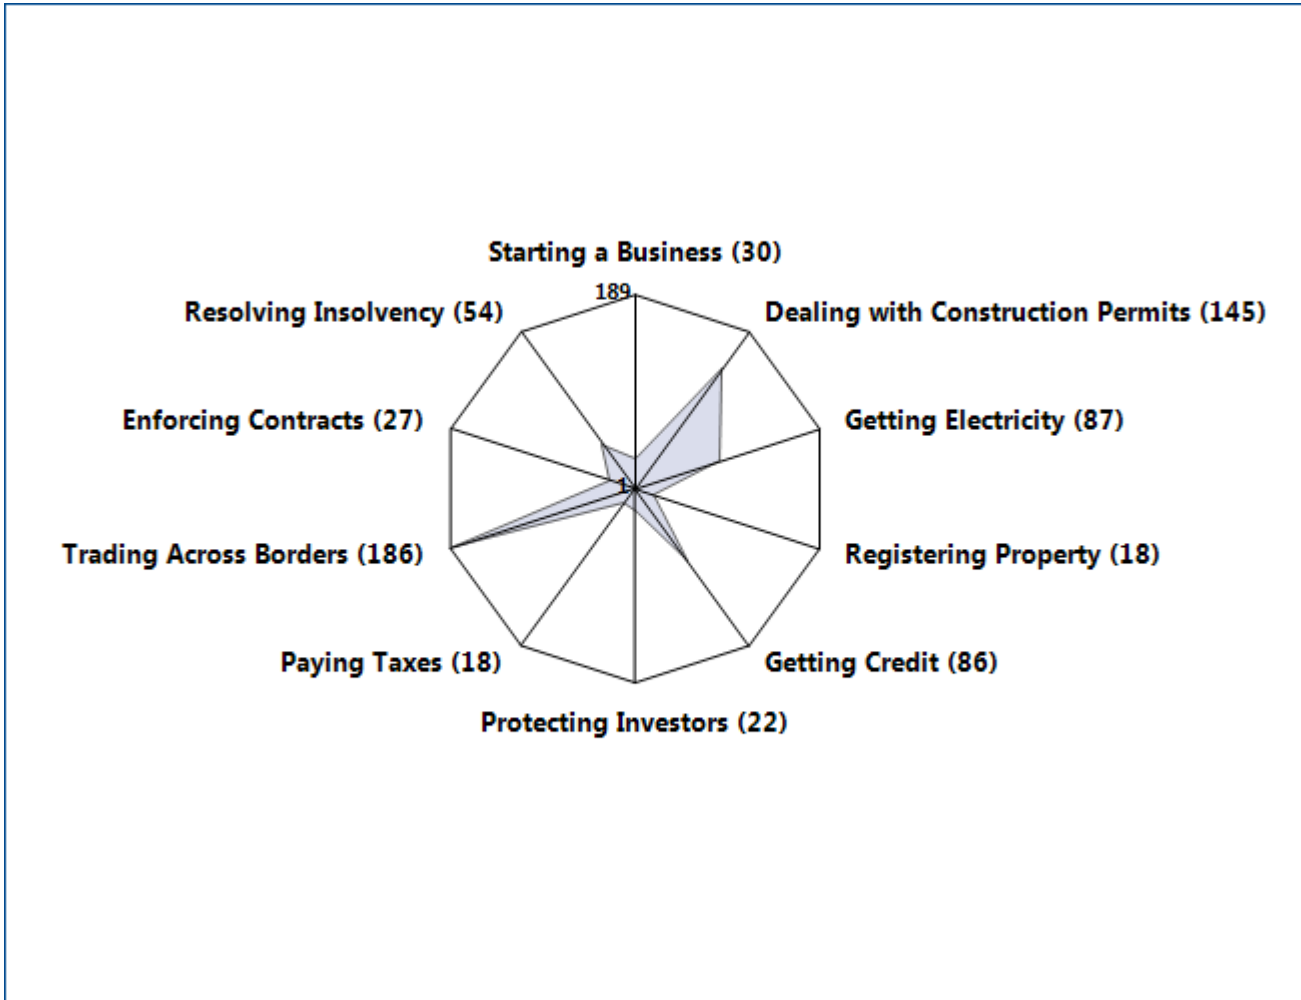 Starting a Business (30)
189
Resolving Insolvency (54)
Dealing with Construction Permits (145)
Enforcing Contracts (27)
Getting Electricity (87)
1
Trading Across Borders (186)
Registering Property (18)
Paying Taxes (18)
Getting Credit (86)
Protecting Investors (22)